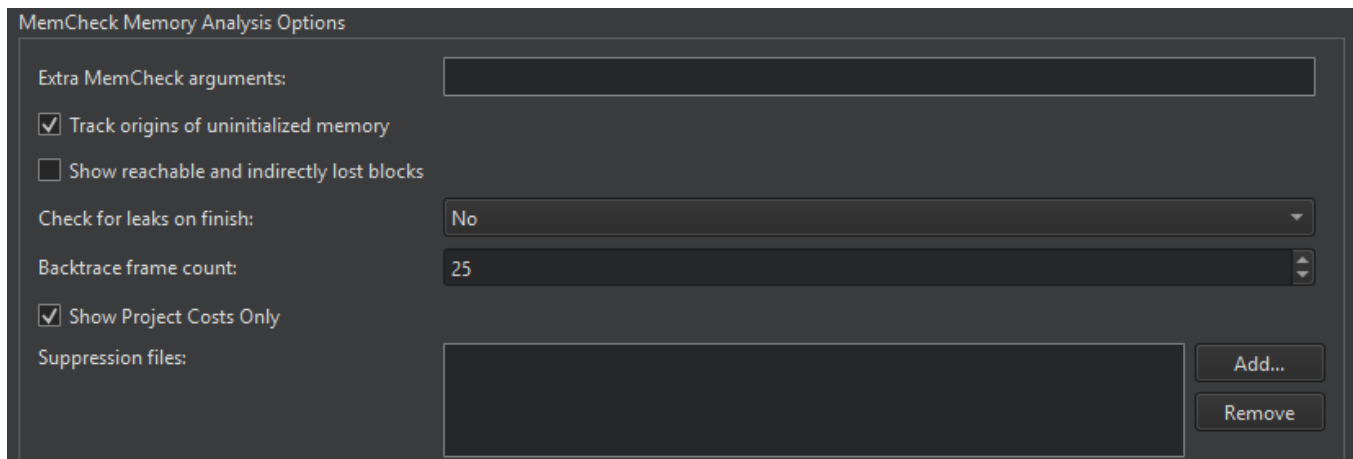 MemCheck Memory Analysis Options
Extra MemCheck arguments:
Track origins of uninitialized memory
Show reachable and indirectly lost blocks
Check for leaks on finish: No
Backtrace frame count: 25
Show Project Costs Only
Suppression files: Add...
Remove